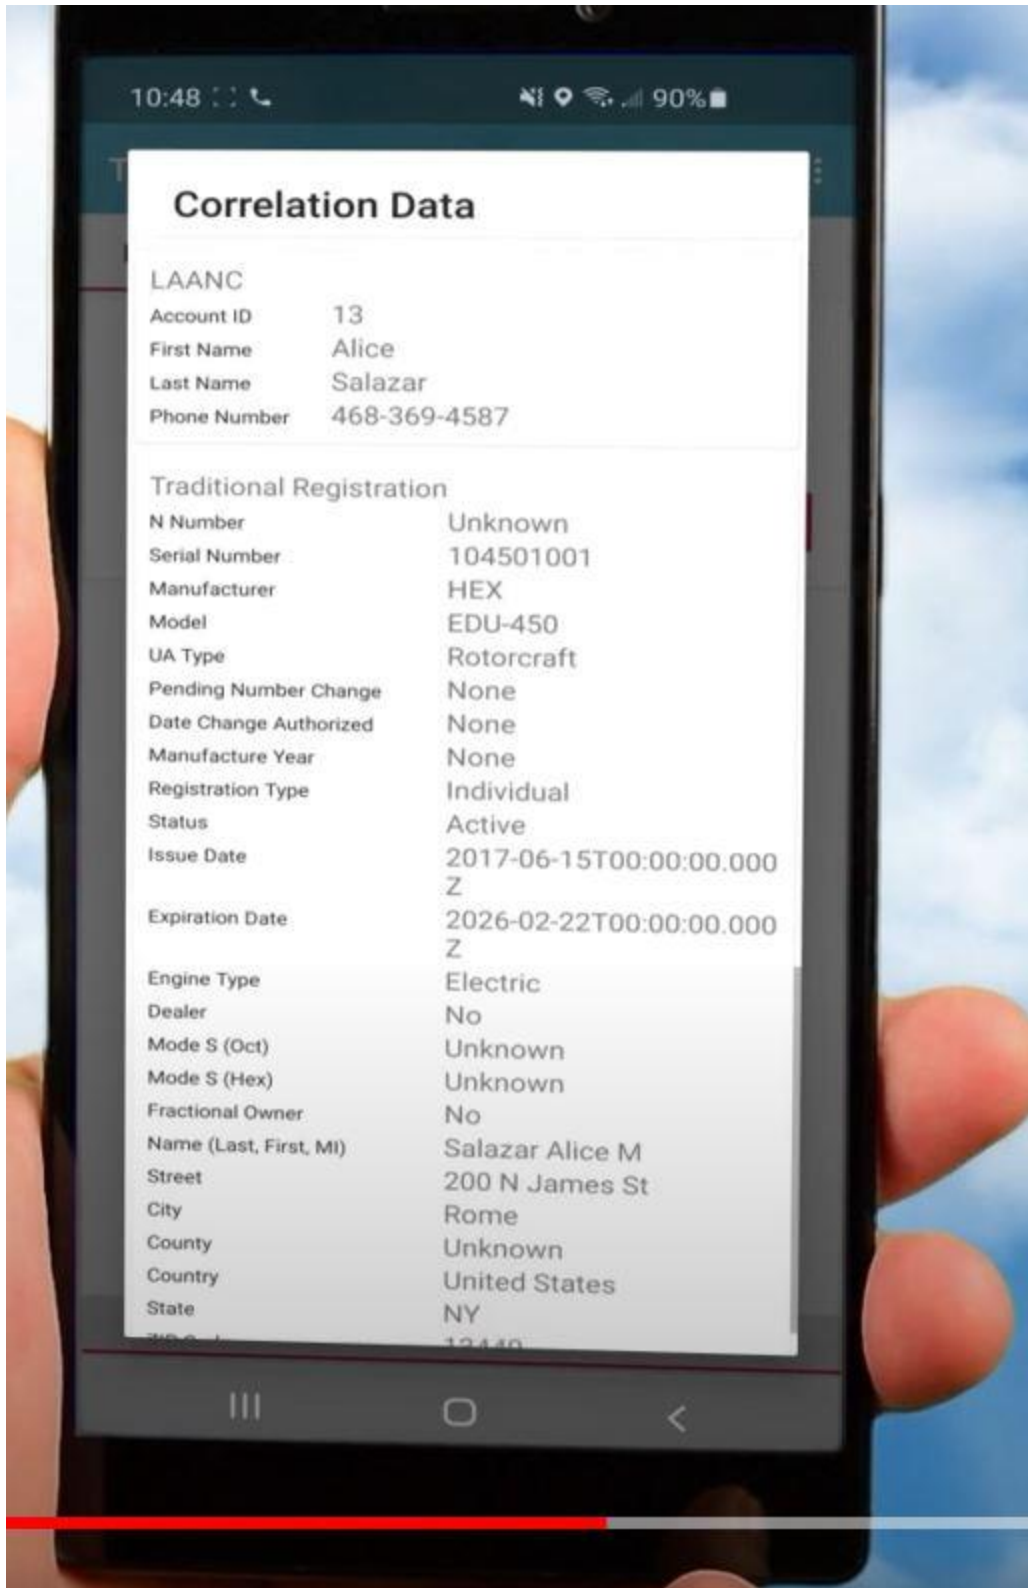 10:48 90%
T
Correlation Data
LAANC
Account ID 13
First Name Alice
Last Name Salazar
Phone Number 468-369-4587
Traditional Registration
N Number Unknown
Serial Number 104501001
Manufacturer HEX
Model EDU-450
UA Type Rotorcraft
Pending Number Change None
Date Change Authorized None
Manufacture Year None
Registration Type Individual
Status Active
Issue Date 2017-06-15T00:00:00.000
Z
Expiration Date 2026-02-22T00:00:00.000
Z
Engine Type Electric
Dealer No
Mode S (Oct) Unknown
Mode S (Hex) Unknown
Fractional Owner No
Name (Last, First, MI) Salazar Alice M
Street 200 N James St
City Rome
County Unknown
Country United States
State NY